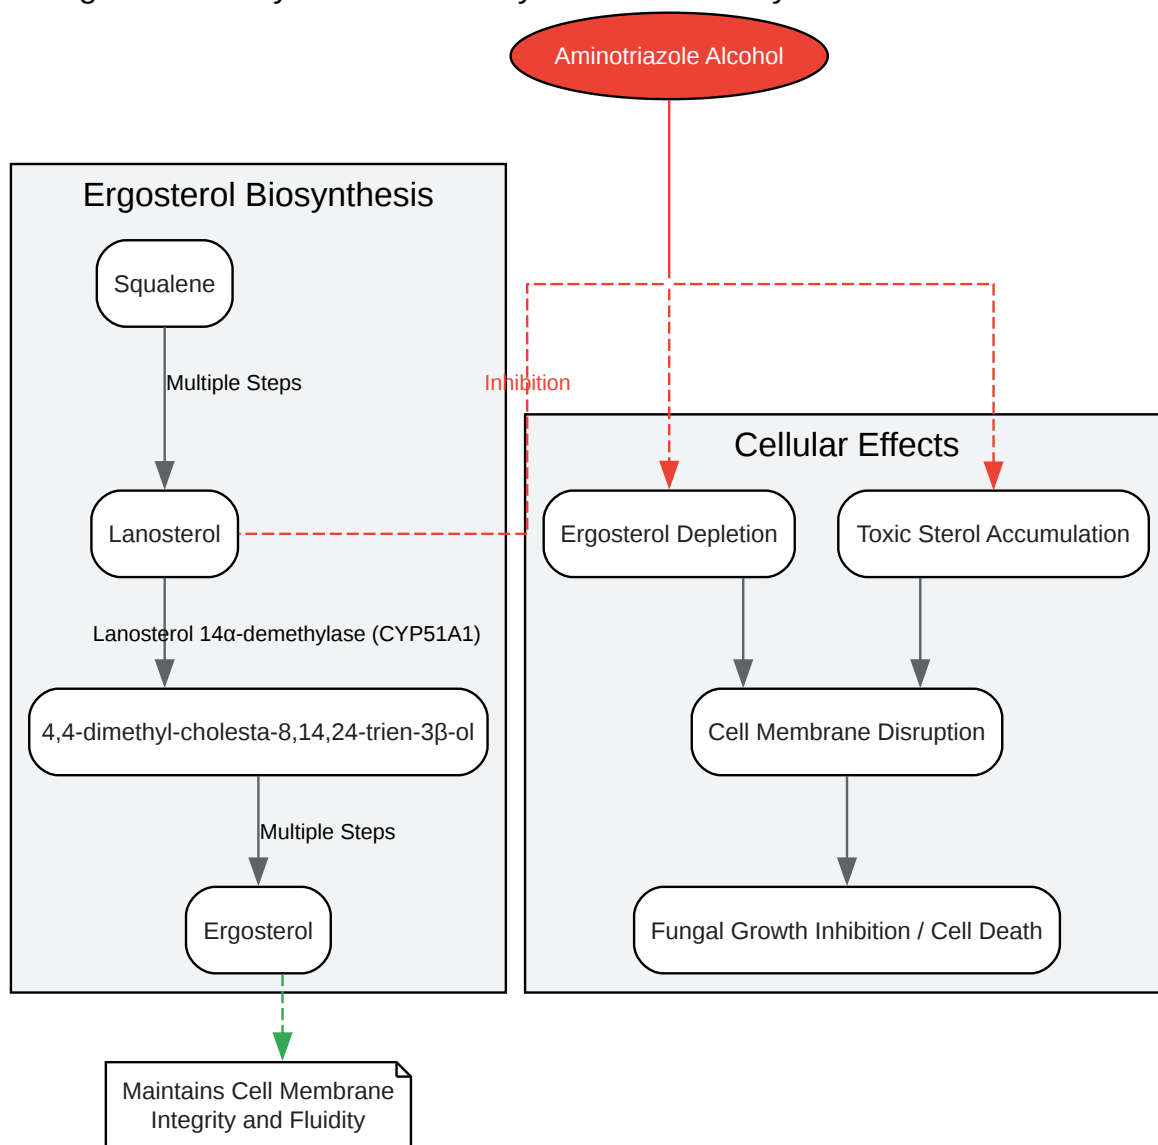 Aminotriazole Alcohol
Ergosterol Biosynthesis
Squalene
Multiple Steps
Inhibition
Cellular Effects
Lanosterol
Ergosterol Depletion
Toxic Sterol Accumulation
Lanosterol 14α-demethylase (CYP51A1)
4,4-dimethyl-cholesta-8,14,24-trien-3β-ol
Cell Membrane Disruption
Multiple Steps
Ergosterol
Fungal Growth Inhibition / Cell Death
Maintains Cell Membrane
Integrity and Fluidity